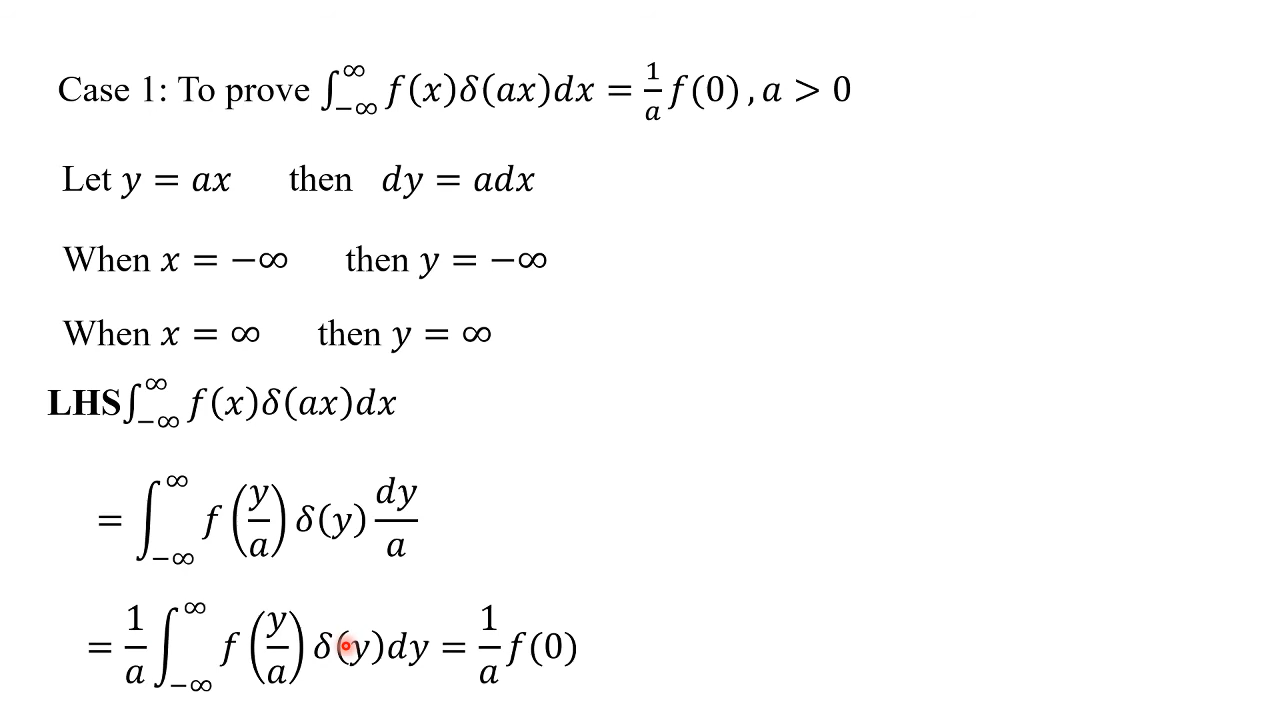 Case 1: To prove ∫_{−∞}^{∞} f(x)δ(ax)dx = 1/a f(0) , a > 0
Let y = ax then dy = adx
When x = −∞ then y = −∞
When x = ∞ then y = ∞
LHS∫_{−∞}^{∞} f(x)δ(ax)dx
= ∫_{−∞}^{∞} f(y/a) δ(y) dy/a
= 1/a ∫_{−∞}^{∞} f(y/a) δ(y)dy = 1/a f(0)